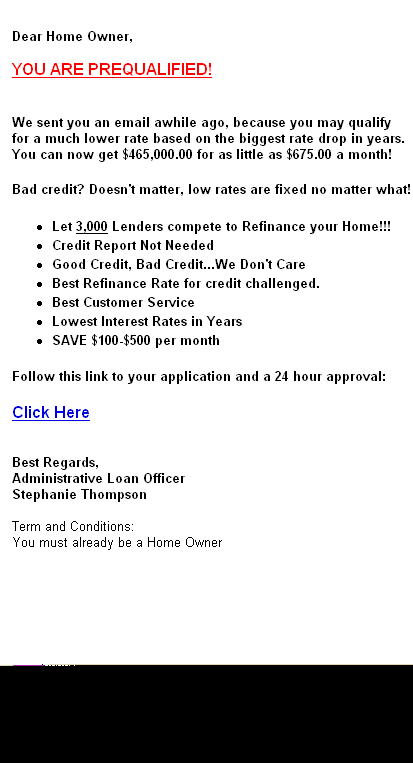 Dear Home Owner,
YOU ARE PREQUALIFIED!
We sent you an email awhile ago, because you may qualify
for a much lower rate based on the biggest rate drop in years.
You can now get $465,000.00 for as little as $675.00 a month!
Bad credit? Doesn't matter, low rates are fixed no matter what!
• Let 3,000 Lenders compete to Refinance your Home!!!
• Credit Report Not Needed
• Good Credit, Bad Credit...We Don't Care
• Best Refinance Rate for credit challenged.
• Best Customer Service
• Lowest Interest Rates in Years
• SAVE $100-$500 per month
Follow this link to your application and a 24 hour approval:
Click Here
Best Regards,
Administrative Loan Officer
Stephanie Thompson
Term and Conditions:
You must already be a Home Owner